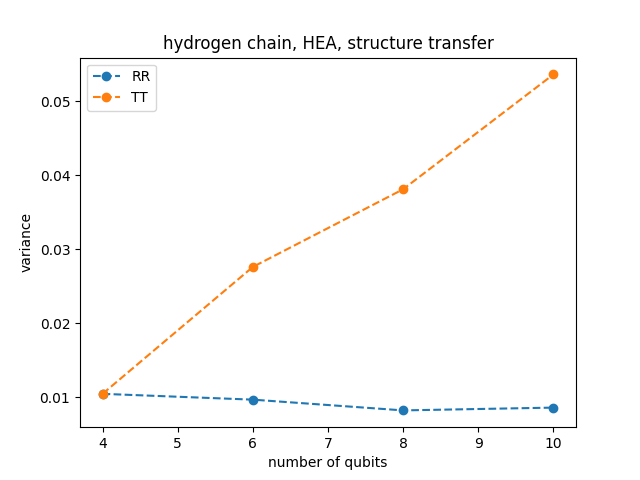 hydrogen chain, HEA, structure transfer
RR
TT
variance
0.05
0.04
0.03
0.02
0.01
4
5
6
7
8
9
10
number of qubits